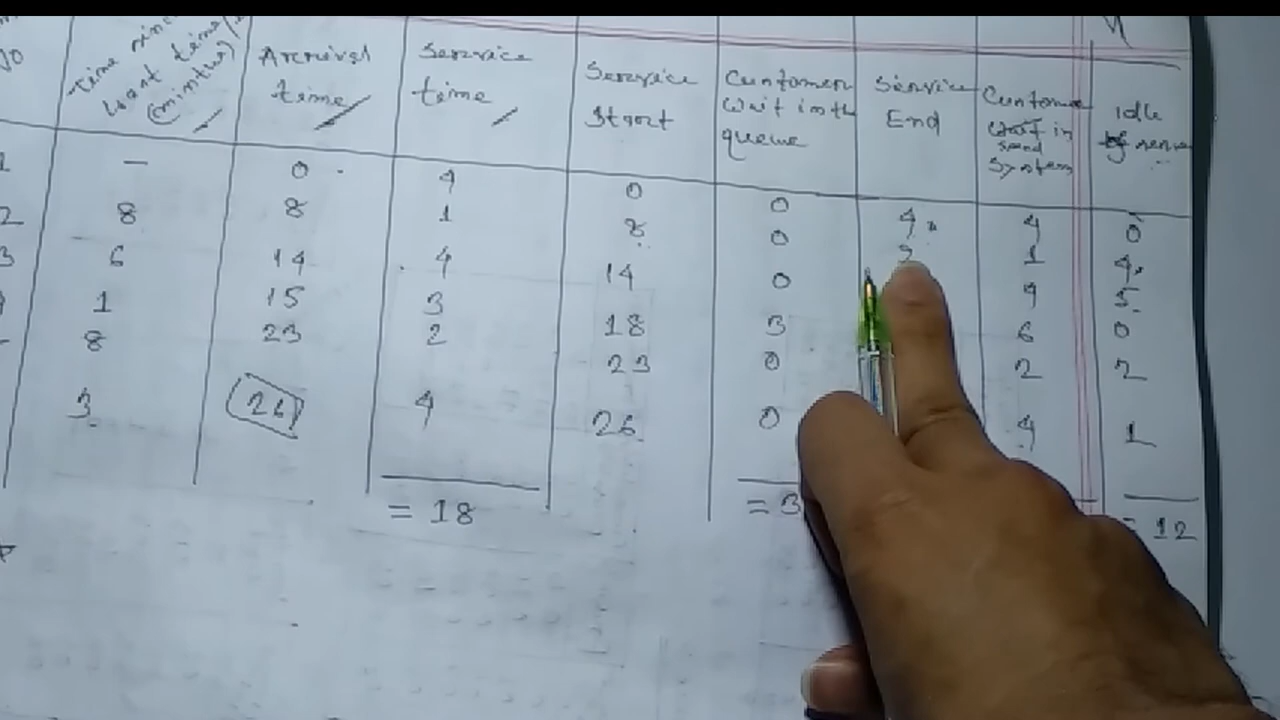 Time since
last time
(minutes)
Arrival
time
Service
time
Service
Start
Customer
Wait in the
queue
Service
End
Customer
in
spend
System
Idle
of server
1 — 0 4 0 0 4 4 0
2 8 8 1 8 0 1 4
3 6 14 4 14 0 4 5
1 15 3 18 3 6 0
8 23 2 23 0 2 2
3 26 4 26 0 4 1
= 18 = 3 = 12